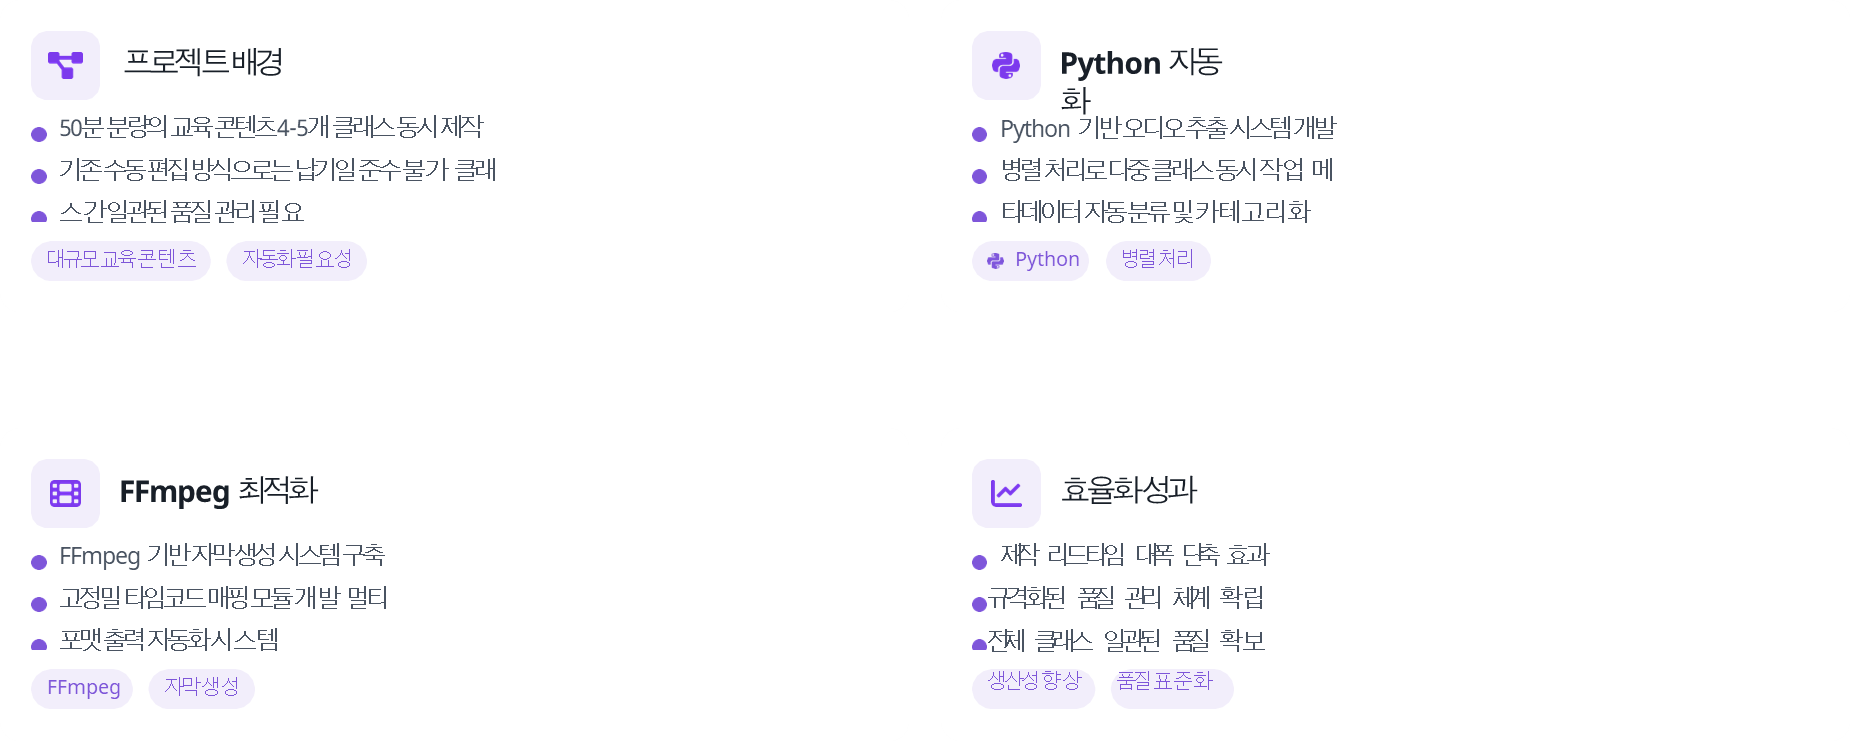 프로젝트 배경
50분 분량의 교육 콘텐츠 4-5개 클래스 동시 제작
기존 수동 편집 방식으로는 납기일 준수 불가 클래
스 간 일관된 품질 관리 필요
대규모 교육 콘텐츠
자동화 필요성
Python 자동
화
Python 기반 오디오 추출 시스템 개발
병렬 처리로 다중 클래스 동시 작업 메
타데이터 자동 분류 및 카테고리화
Python
병렬 처리
FFmpeg 최적화
FFmpeg 기반 자막 생성 시스템 구축
고정밀 타임코드 매핑 모듈 개발 멀티
포맷 출력 자동화 시스템
FFmpeg
자막 생성
효율화 성과
제작 리드타임 대폭 단축 효과
규격화된 품질 관리 체계 확립
전체 클래스 일관된 품질 확보
생산성 향상
품질 표준화